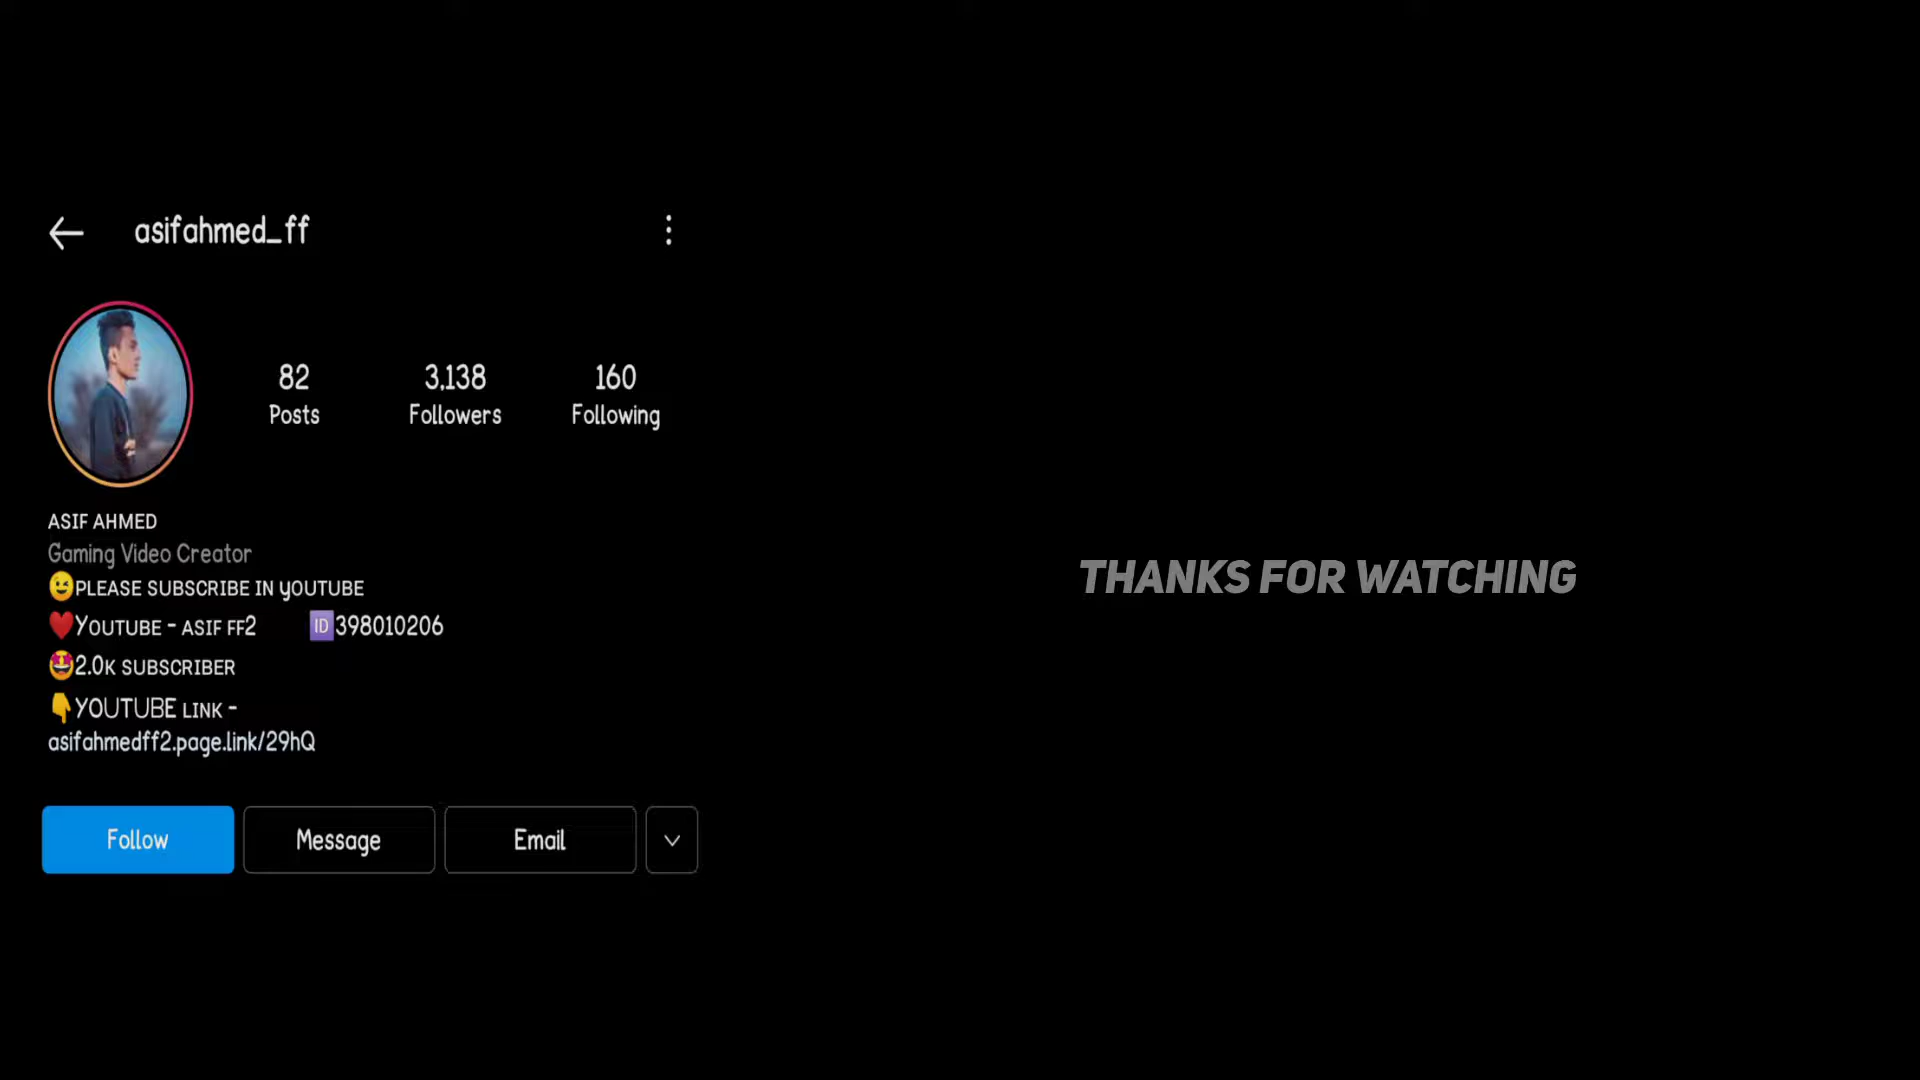 asifahmed_ff
82 3,138 160
Posts Followers Following
ASIF AHMED
Gaming Video Creator
😉PLEASE SUBSCRIBE IN YOUTUBE
❤️YOUTUBE - ASIF FF2 🆔398010206
🤩2.0K SUBSCRIBER
👇YOUTUBE LINK -
asifahmedff2.page.link/29hQ
Follow Message Email
THANKS FOR WATCHING